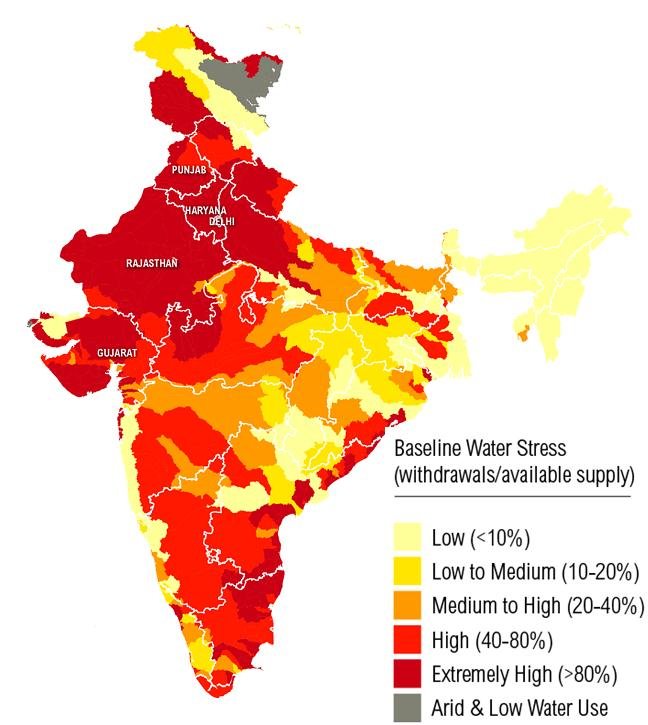 PUNJAB
HARYANA
DELHI
RAJASTHAN
GUJARAT
Baseline Water Stress
(withdrawals/available supply)
Low (<10%)
Low to Medium (10-20%)
Medium to High (20-40%)
High (40-80%)
Extremely High (>80%)
Arid & Low Water Use